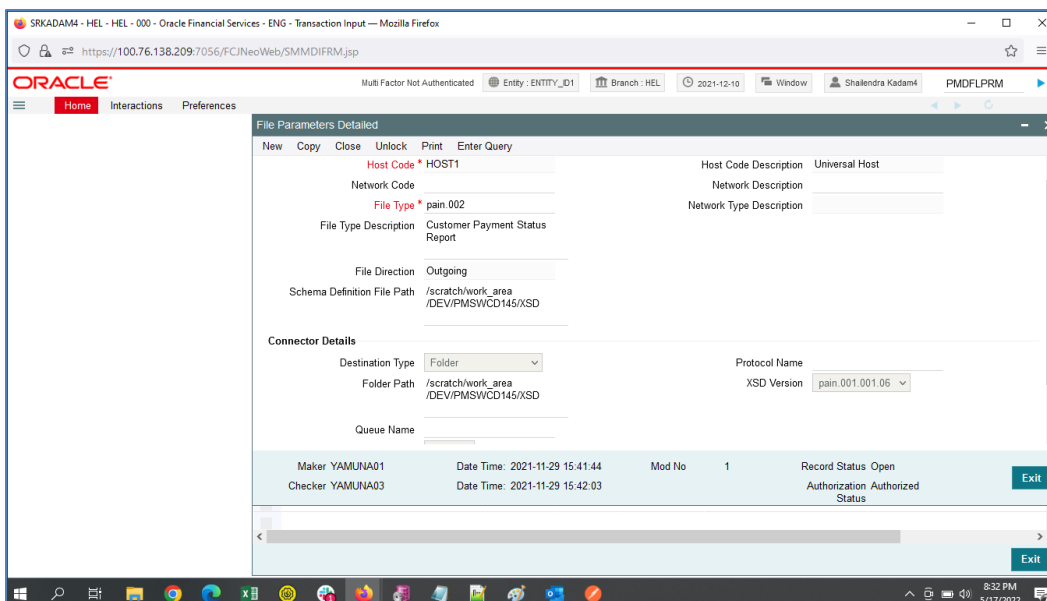 SRKADAM4 - HEL - HEL - 000 - Oracle Financial Services - ENG - Transaction Input — Mozilla Firefox
https://100.76.138.209:7056/FCJNeoWeb/SMMDIFRM.jsp
ORACLE Multi Factor Not Authenticated Entity : ENTITY_ID1 Branch : HEL 2021-12-10 Window Shailendra Kadam4 PMDFLPRM
Home Interactions Preferences
File Parameters Detailed
New Copy Close Unlock Print Enter Query
Host Code * HOST1 Host Code Description Universal Host
Network Code Network Description
File Type * pain.002 Network Type Description
File Type Description Customer Payment Status
Report
File Direction Outgoing
Schema Definition File Path /scratch/work_area
/DEV/PMSWCD145/XSD
Connector Details
Destination Type Folder Protocol Name
Folder Path /scratch/work_area XSD Version pain.001.001.06
/DEV/PMSWCD145/XSD
Queue Name
Maker YAMUNA01 Date Time: 2021-11-29 15:41:44 Mod No 1 Record Status Open
Checker YAMUNA03 Date Time: 2021-11-29 15:42:03 Authorization Authorized
Status
Exit
Exit
8:32 PM
5/17/2022